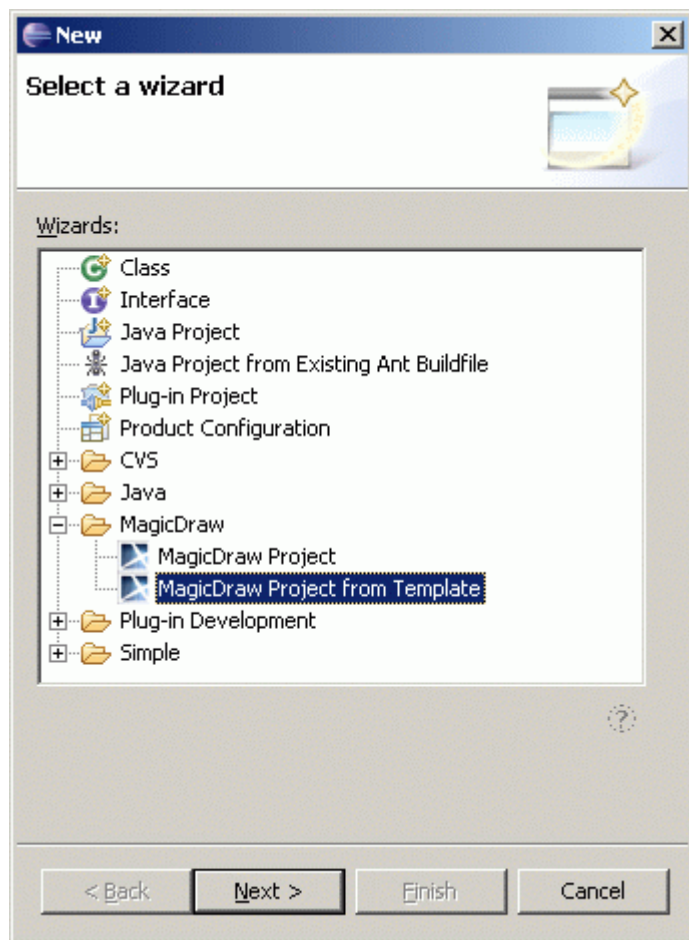 New
Select a wizard
Wizards:
Class
Interface
Java Project
Java Project from Existing Ant Buildfile
Plug-in Project
Product Configuration
CVS
Java
MagicDraw
MagicDraw Project
MagicDraw Project from Template
Plug-in Development
Simple
< Back Next > Finish Cancel